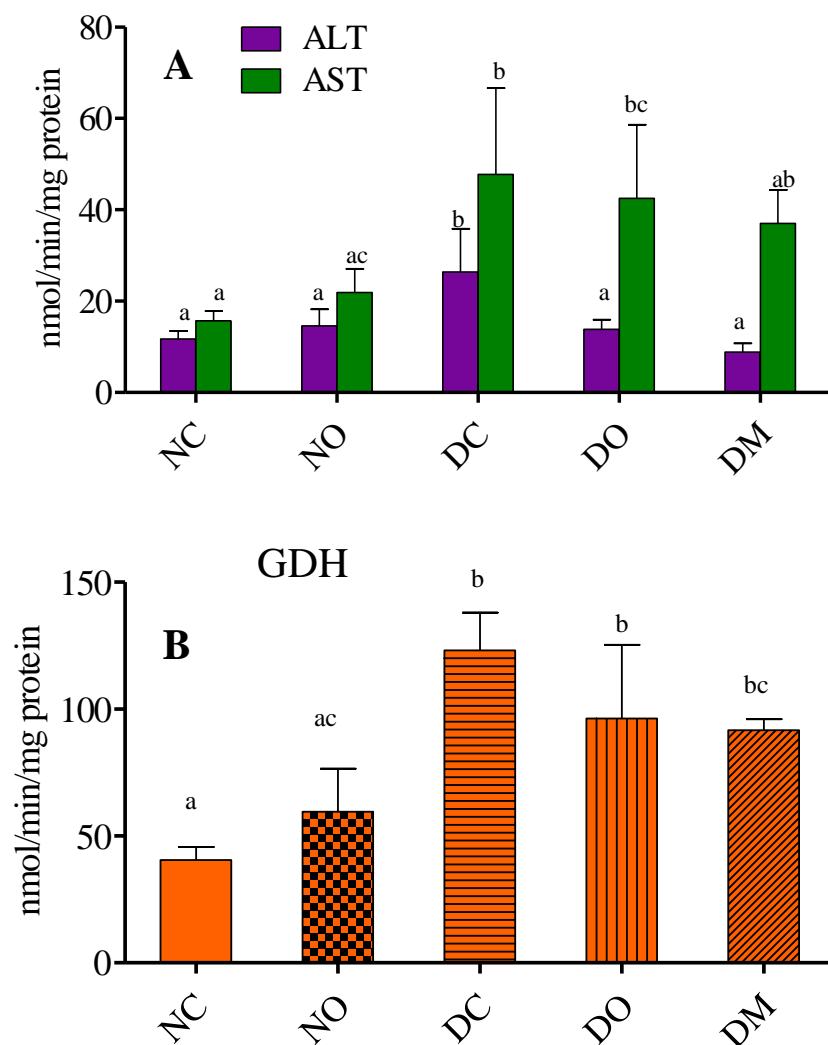 80
A
ALT
AST
b
bc
60
nmol/min/mg protein
40
b
ab
ac
20
a
a
a
a
a
0
NC
NO
DC
DO
DM
GDH
150
b
B
b
nmol/min/mg protein
bc
100
ac
a
50
0
NC
NO
DC
DO
DM